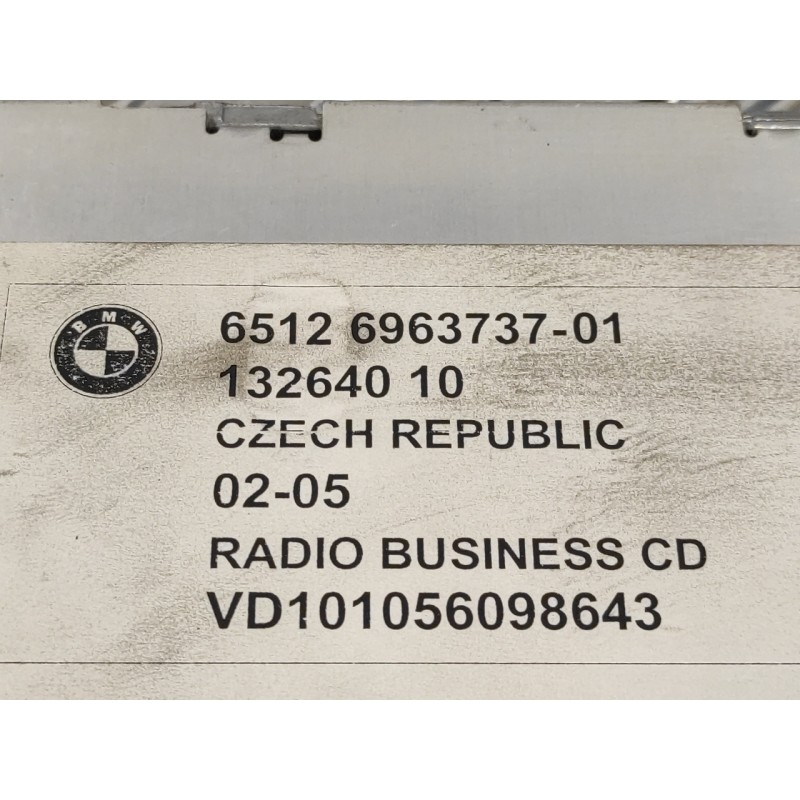 BMW
6512 6963737-01
132640 10
CZECH REPUBLIC
02-05
RADIO BUSINESS CD
VD101056098643